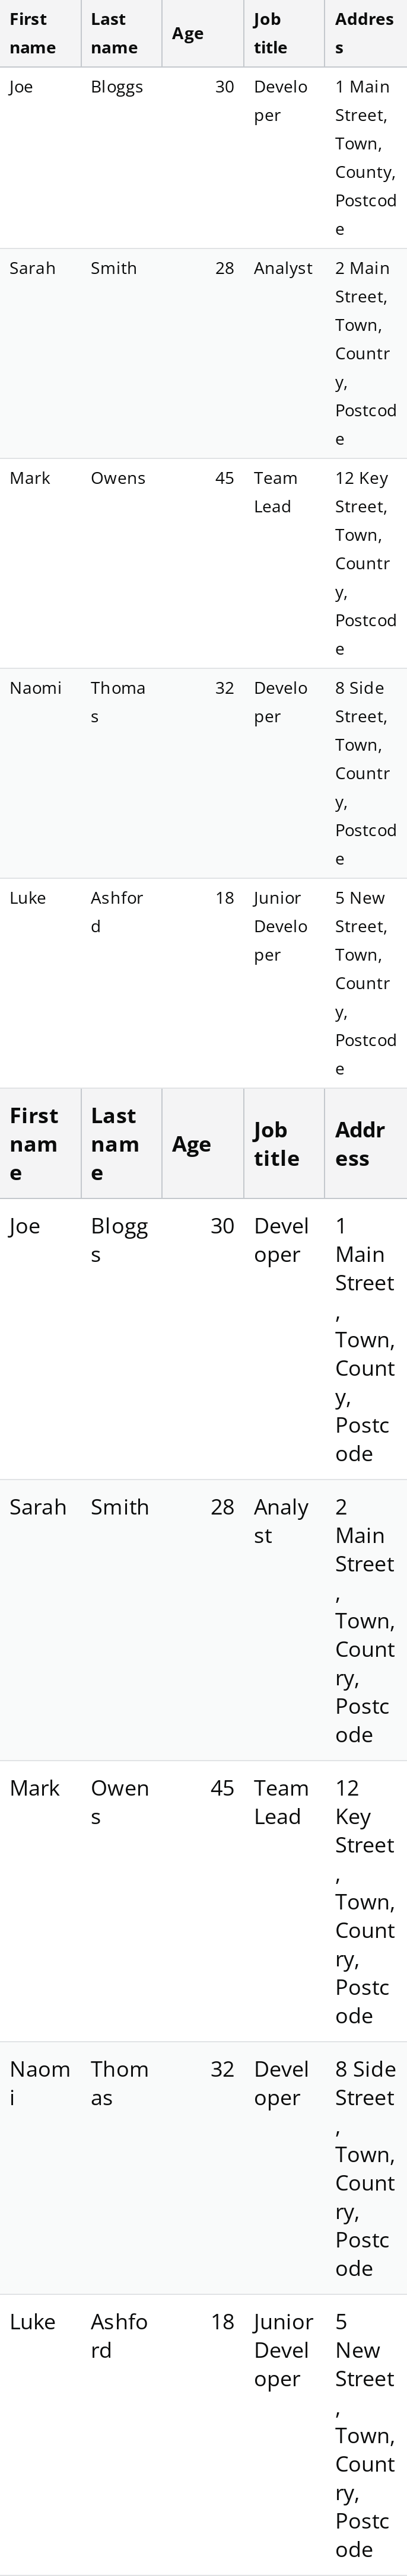 First name Last name Age Job title Address
Joe Bloggs 30 Developer 1 Main Street, Town, County, Postcode
Sarah Smith 28 Analyst 2 Main Street, Town, Country, Postcode
Mark Owens 45 Team Lead 12 Key Street, Town, Country, Postcode
Naomi Thomas 32 Developer 8 Side Street, Town, Country, Postcode
Luke Ashford 18 Junior Developer 5 New Street, Town, Country, Postcode
First name Last name Age Job title Address
Joe Bloggs 30 Developer 1 Main Street, Town, County, Postcode
Sarah Smith 28 Analyst 2 Main Street, Town, Country, Postcode
Mark Owens 45 Team Lead 12 Key Street, Town, Country, Postcode
Naomi Thomas 32 Developer 8 Side Street, Town, Country, Postcode
Luke Ashford 18 Junior Developer 5 New Street, Town, Country, Postcode